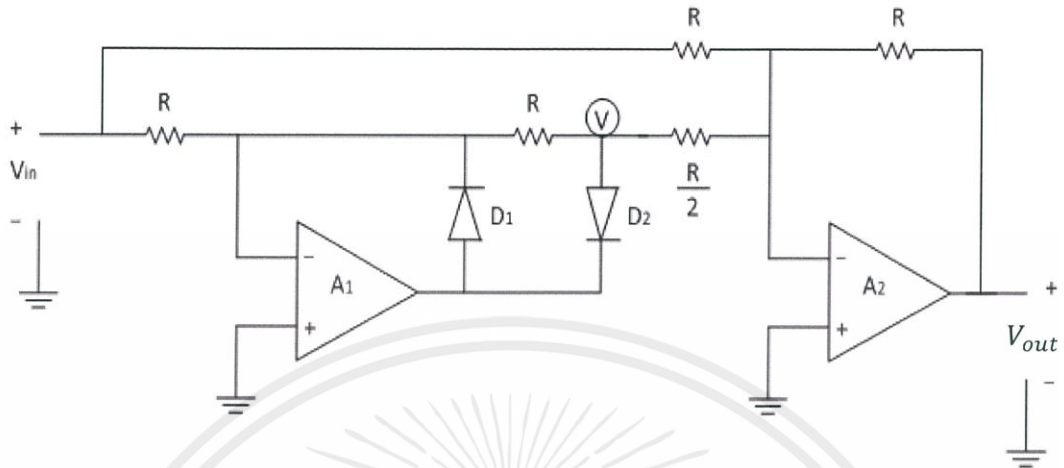 R
R
R
R
V
+
Vin
-
R
2
D1
D2
A1
-
+
A2
-
+
+
Vout
-